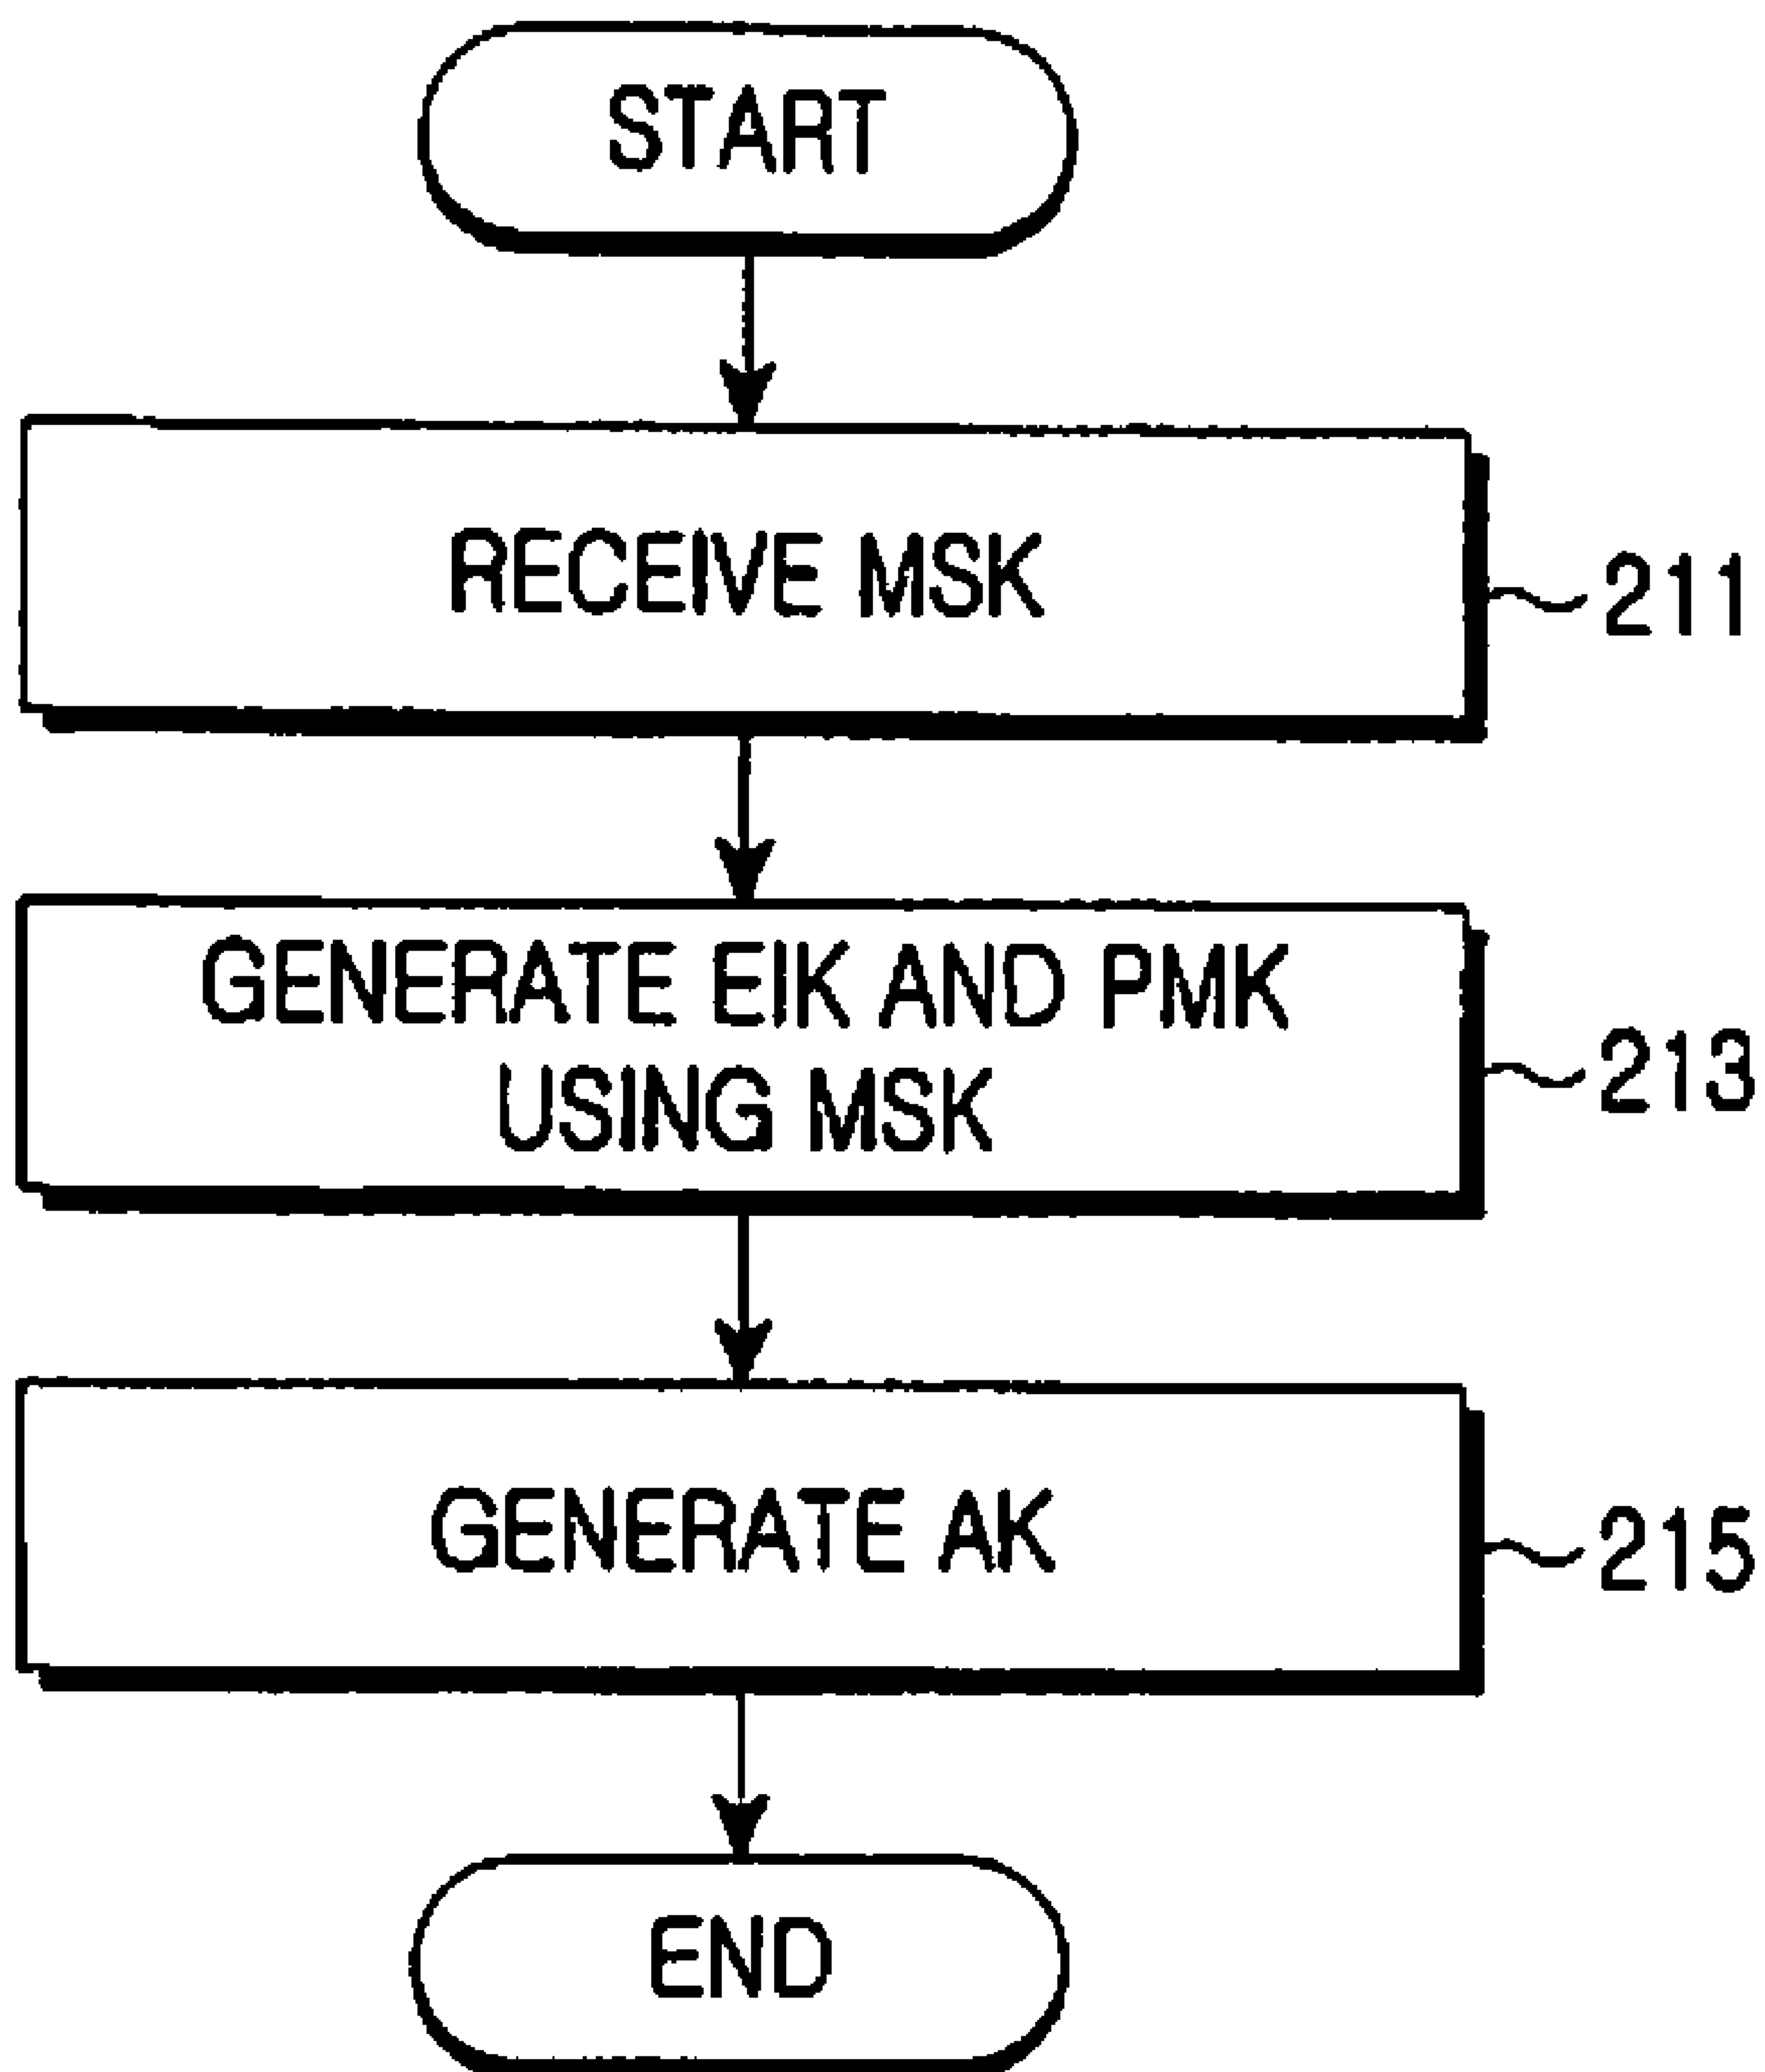 START
RECEIVE MSK
211
GENERATE EIK AND PMK
USING MSK
213
GENERATE AK
215
END